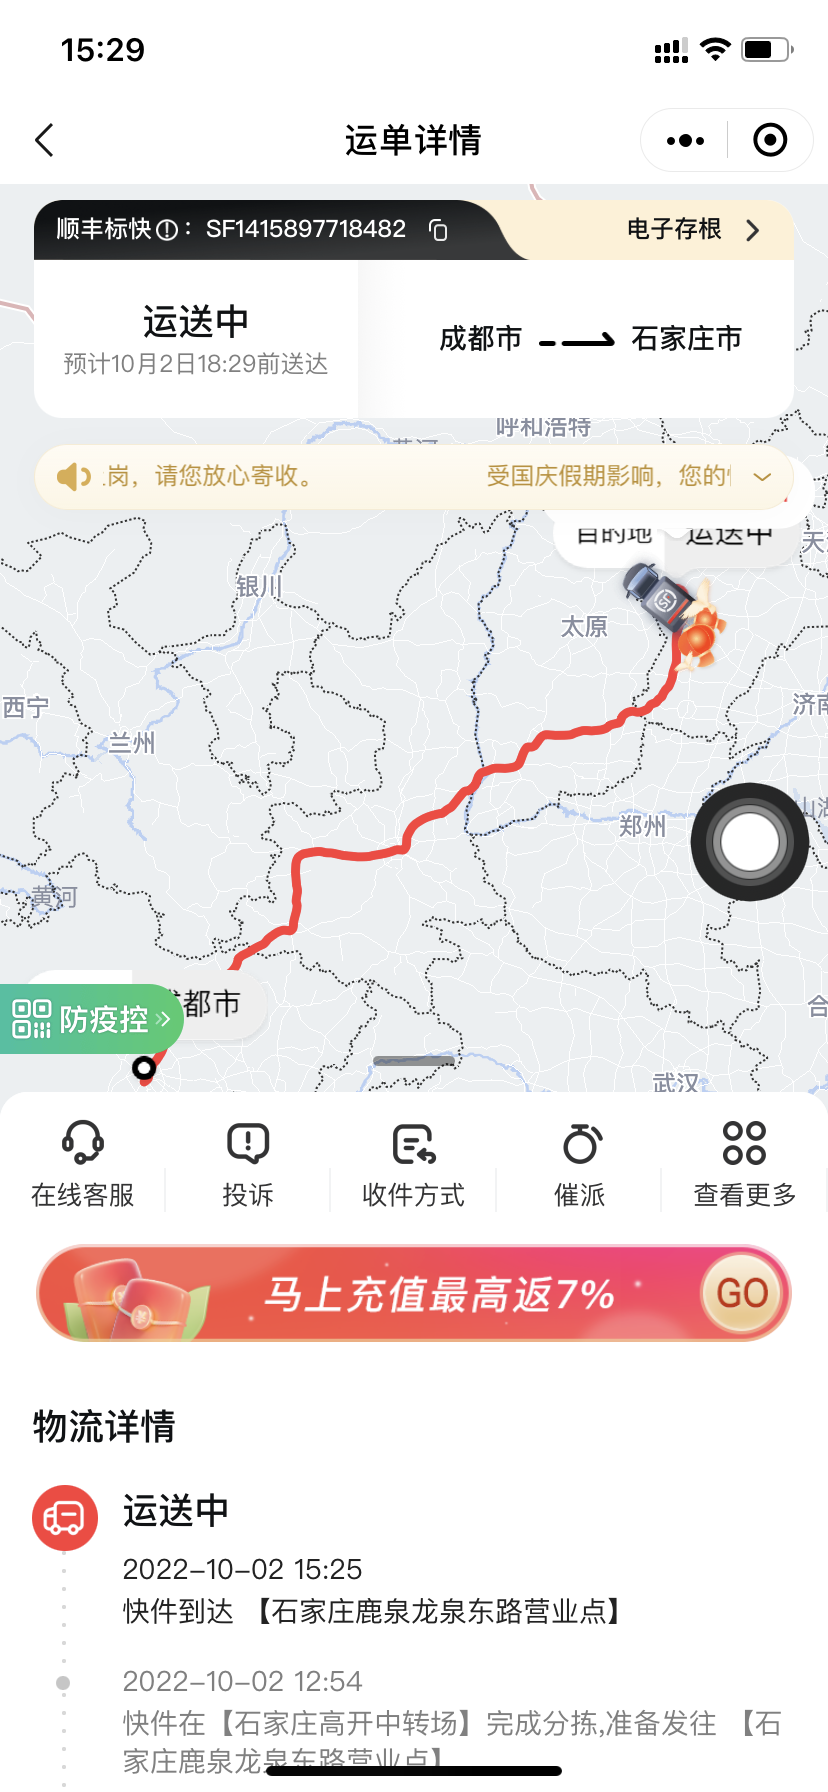 15:29
运单详情
顺丰标快 : SF1415897718482
电子存根
运送中
预计10月2日18:29前送达
成都市
石家庄市
呼和浩特
岗，请您放心寄收。
受国庆假期影响，您的
目的地
运送中
银川
太原
西宁
兰州
济南
郑州
黄河
都市
防疫控
合
武汉
在线客服
投诉
收件方式
催派
查看更多
马上充值最高返7%
GO
物流详情
运送中
2022-10-02 15:25
快件到达 【石家庄鹿泉龙泉东路营业点】
2022-10-02 12:54
快件在【石家庄高开中转场】完成分拣,准备发往 【石
家庄鹿泉龙泉东路营业点】